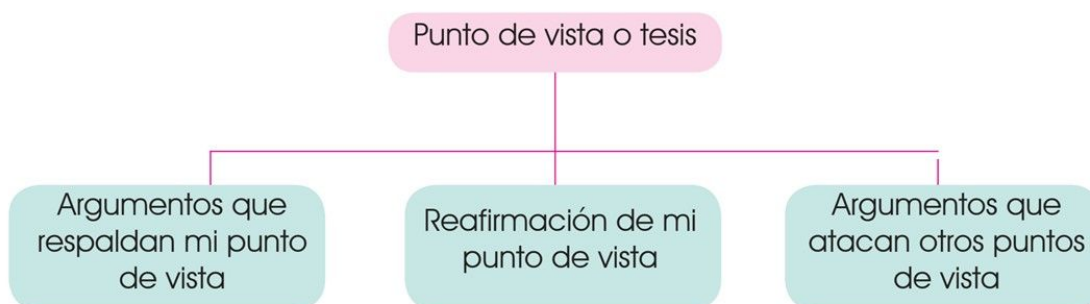 Punto de vista o tesis
Argumentos que
respaldan mi punto
de vista
Reafirmación de mi
punto de vista
Argumentos que
atacan otros puntos
de vista